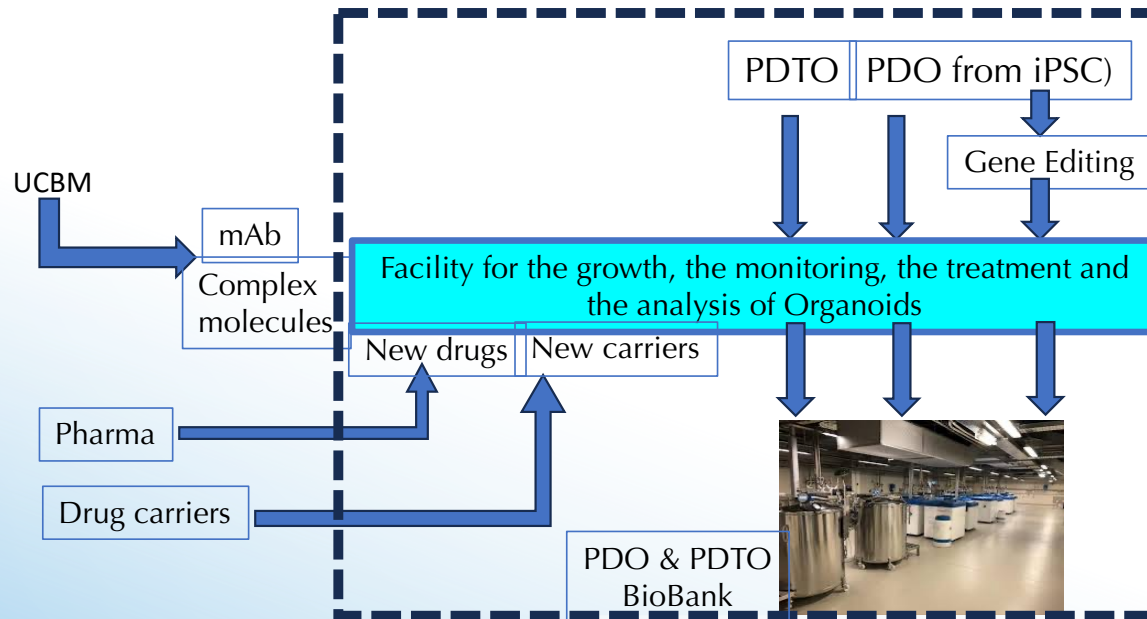 PDTO
PDO from iPSC)
Gene Editing
UCBM
mAb
Complex
molecules
Facility for the growth, the monitoring, the treatment and
the analysis of Organoids
New drugs
New carriers
Pharma
Drug carriers
PDO & PDTO
BioBank